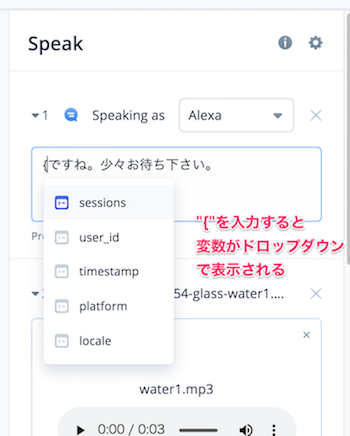 Speak
1 Speaking as Alexa
{ですね。少々お待ち下さい。
sessions
user_id
timestamp
platform
locale
"{"を入力すると
変数がドロップダウン
で表示される
Pr
2
54-glass-water1....
water1.mp3
0:00 / 0:03